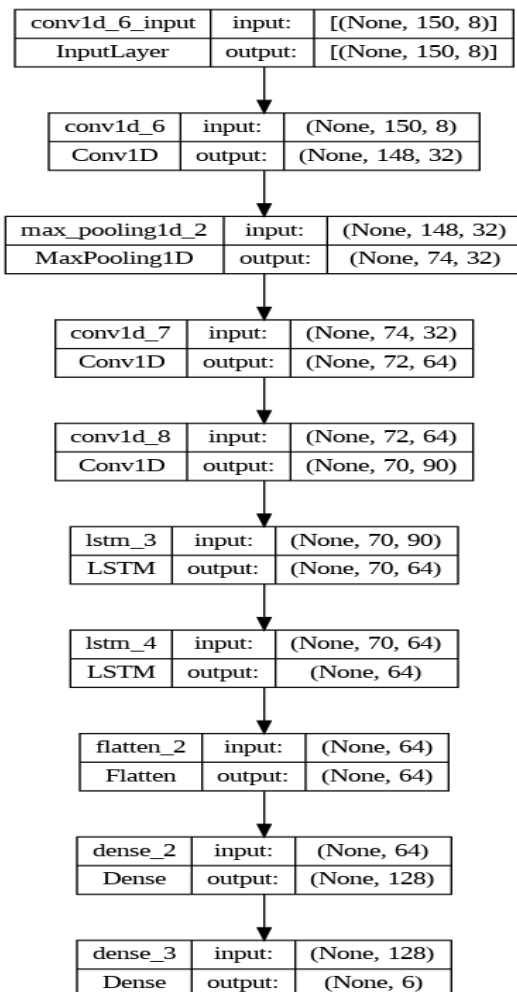 conv1d_6_input input: [(None, 150, 8)]
InputLayer output: [(None, 150, 8)]
conv1d_6 input: (None, 150, 8)
Conv1D output: (None, 148, 32)
max_pooling1d_2 input: (None, 148, 32)
MaxPooling1D output: (None, 74, 32)
conv1d_7 input: (None, 74, 32)
Conv1D output: (None, 72, 64)
conv1d_8 input: (None, 72, 64)
Conv1D output: (None, 70, 90)
lstm_3 input: (None, 70, 90)
LSTM output: (None, 70, 64)
lstm_4 input: (None, 70, 64)
LSTM output: (None, 64)
flatten_2 input: (None, 64)
Flatten output: (None, 64)
dense_2 input: (None, 64)
Dense output: (None, 128)
dense_3 input: (None, 128)
Dense output: (None, 6)